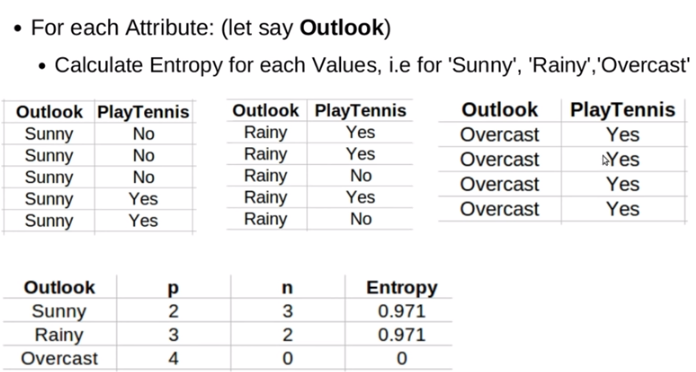 • For each Attribute: (let say Outlook)
• Calculate Entropy for each Values, i.e for 'Sunny', 'Rainy','Overcast'
Outlook PlayTennis
Sunny No
Sunny No
Sunny No
Sunny Yes
Sunny Yes
Outlook PlayTennis
Rainy Yes
Rainy Yes
Rainy No
Rainy Yes
Rainy No
Outlook PlayTennis
Overcast Yes
Overcast Yes
Overcast Yes
Overcast Yes
Outlook p n Entropy
Sunny 2 3 0.971
Rainy 3 2 0.971
Overcast 4 0 0